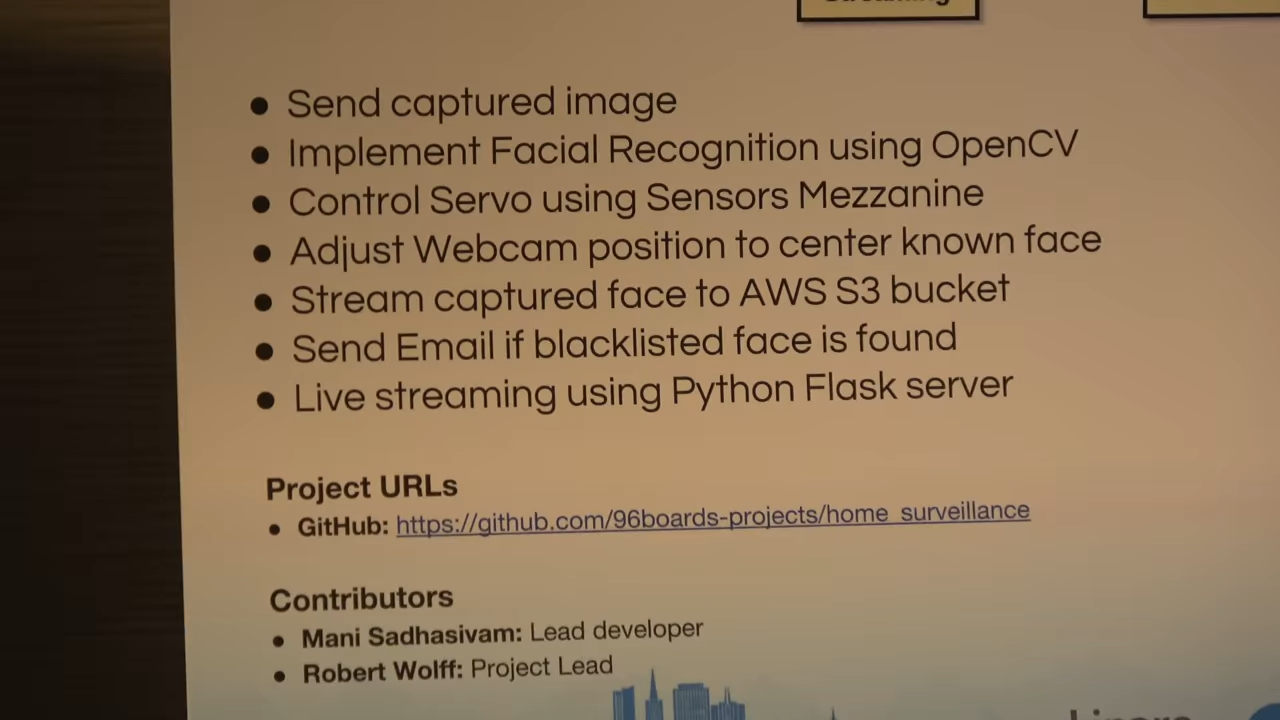 ● Send captured image
● Implement Facial Recognition using OpenCV
● Control Servo using Sensors Mezzanine
● Adjust Webcam position to center known face
● Stream captured face to AWS S3 bucket
● Send Email if blacklisted face is found
● Live streaming using Python Flask server
Project URLs
● GitHub: https://github.com/96boards-projects/home_surveillance
Contributors
● Mani Sadhasivam: Lead developer
● Robert Wolff: Project Lead